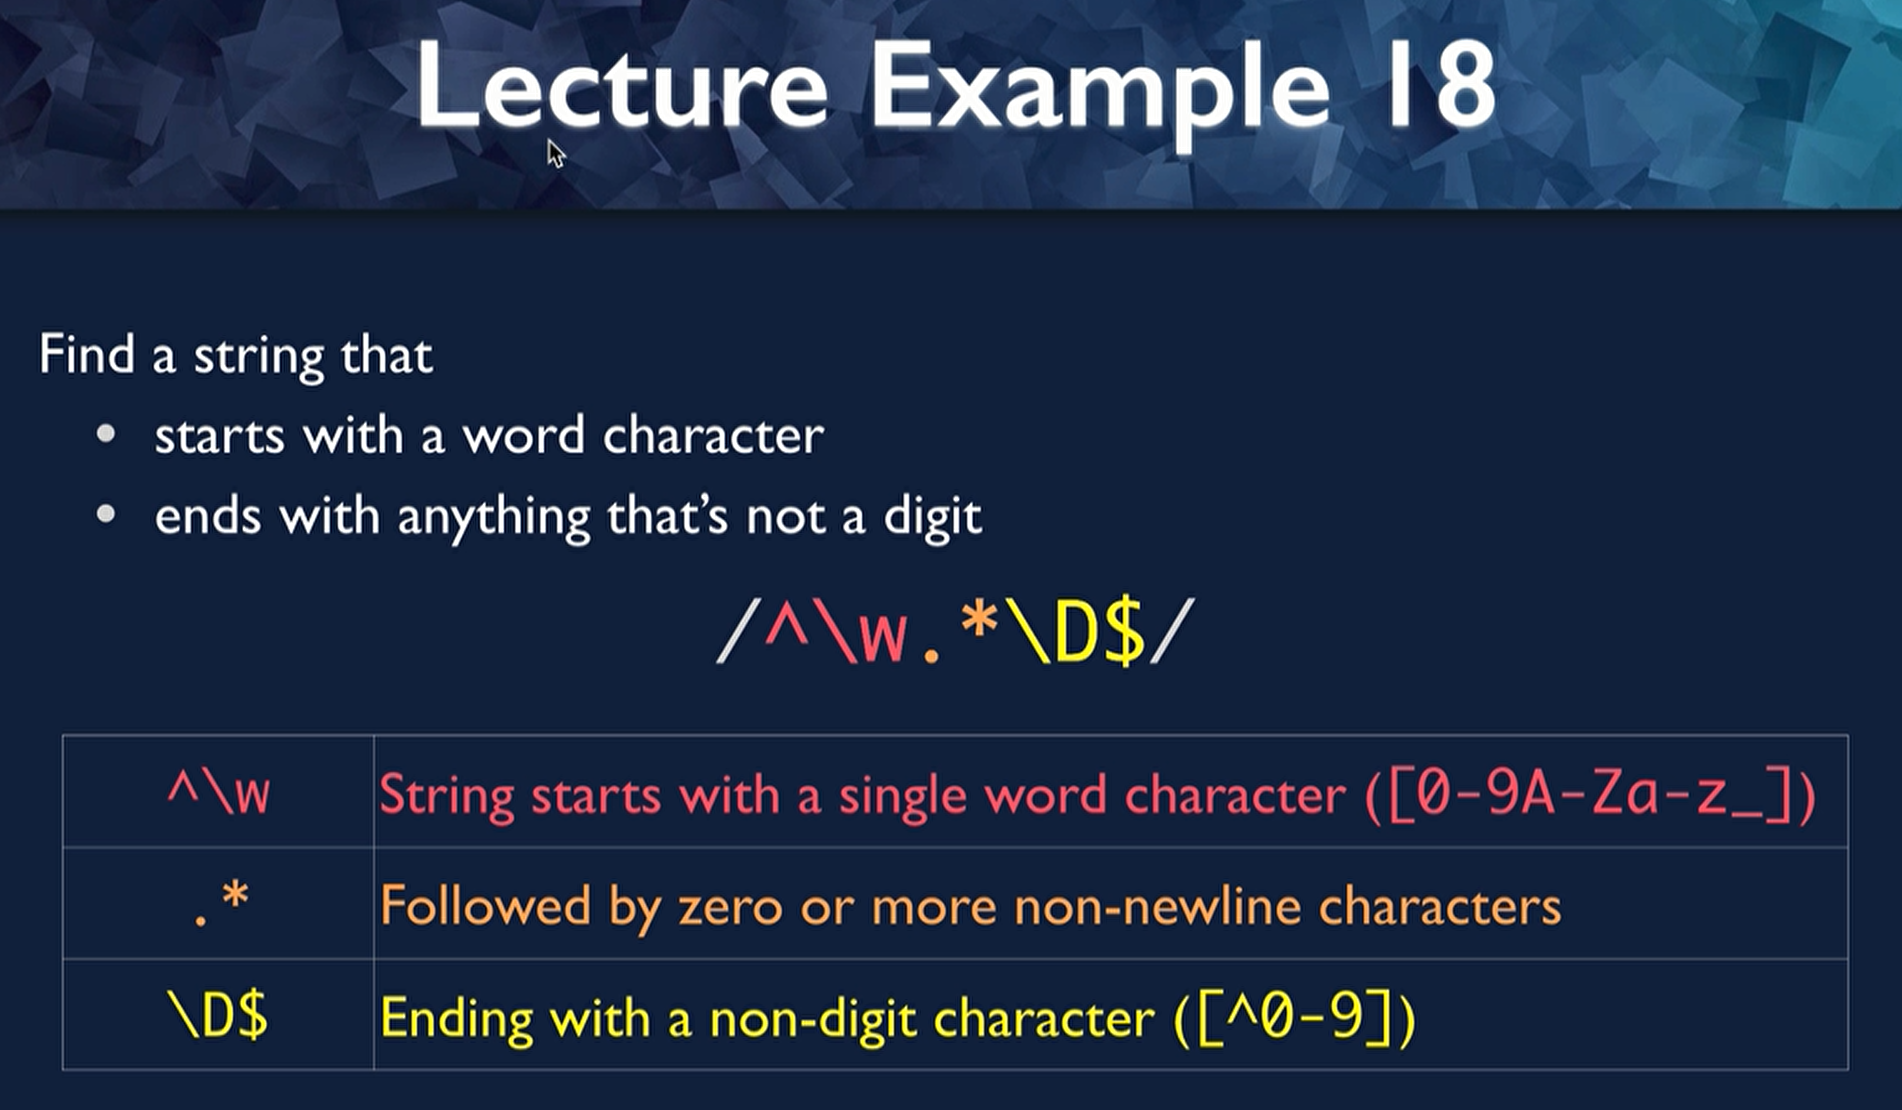 Lecture Example 18
Find a string that
• starts with a word character
• ends with anything that’s not a digit
/^\w.*\D$/
^\w String starts with a single word character ([0-9A-Za-z_])
.* Followed by zero or more non-newline characters
\D$ Ending with a non-digit character ([^0-9])